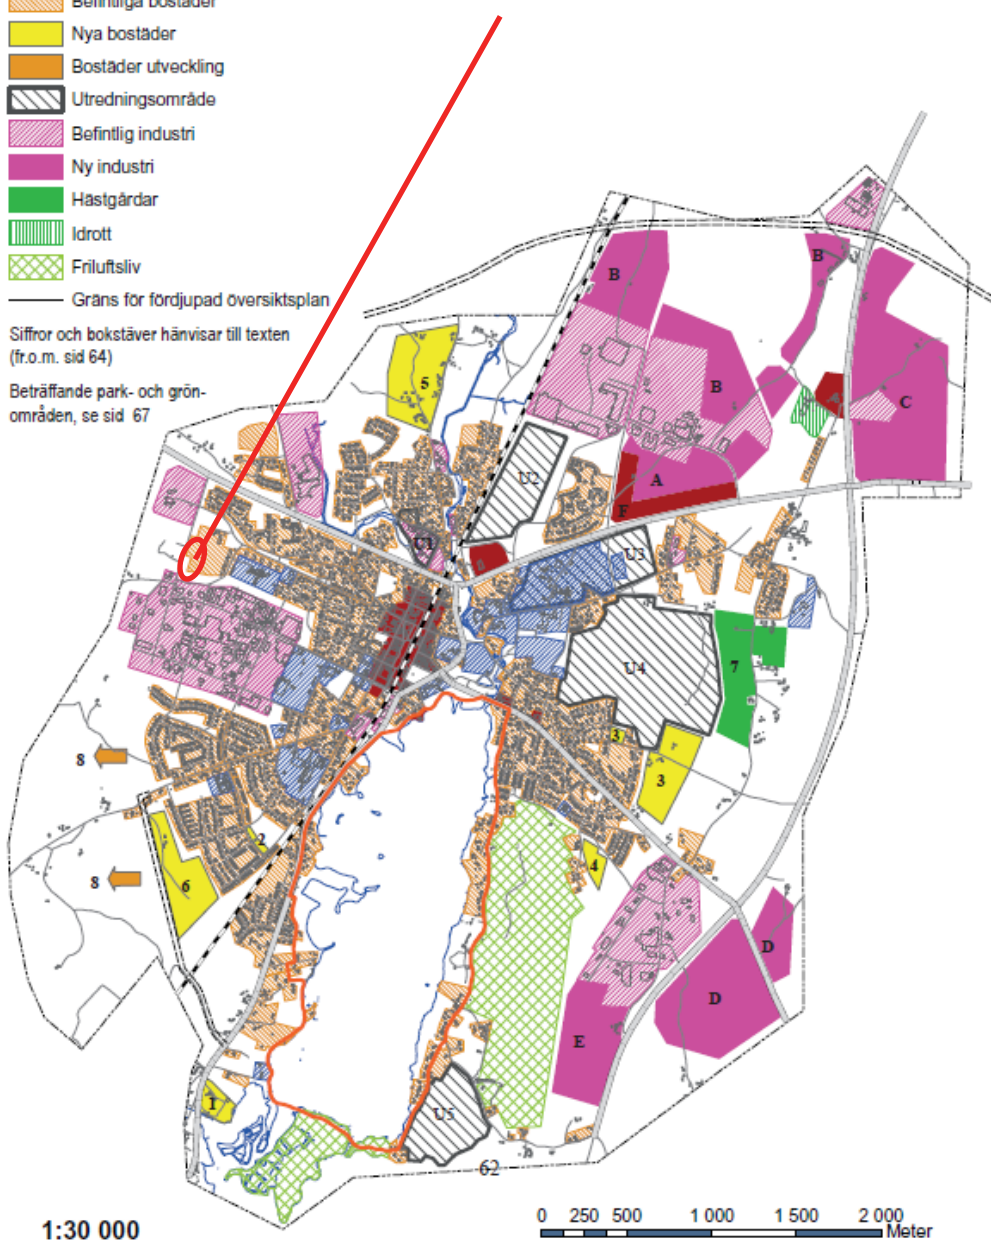 Befintliga bostäder
Nya bostäder
Bostäder utveckling
Utredningsområde
Befintlig industri
Ny industri
Hästgårdar
Idrott
Friluftsliv
Gräns för fördjupad översiktsplan
Siffror och bokstäver hänvisar till texten
(fr.o.m. sid 64)
Beträffande park- och grön-
områden, se sid 67
B
B
5
B
A
C
U2
A
F
U1
U3
U4
7
3
3
8
2
4
6
8
D
D
E
1
U5
62
1:30 000
0 250 500 1 000 1 500 2 000
Meter